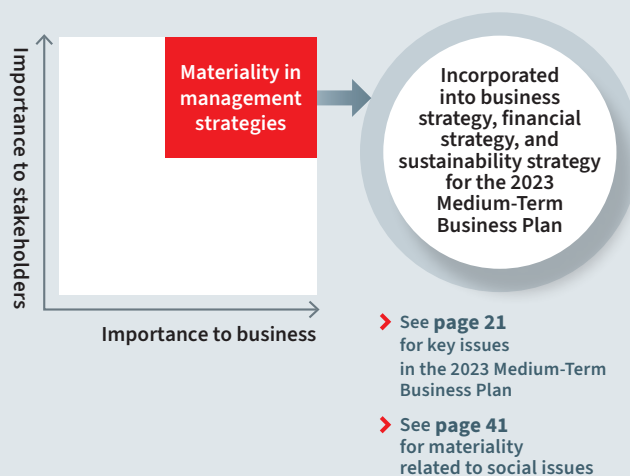 Importance to stakeholders
Materiality in
management
strategies
Importance to business
Incorporated
into business
strategy, financial
strategy, and
sustainability strategy
for the 2023
Medium-Term
Business Plan
See page 21
for key issues
in the 2023 Medium-Term
Business Plan
See page 41
for materiality
related to social issues